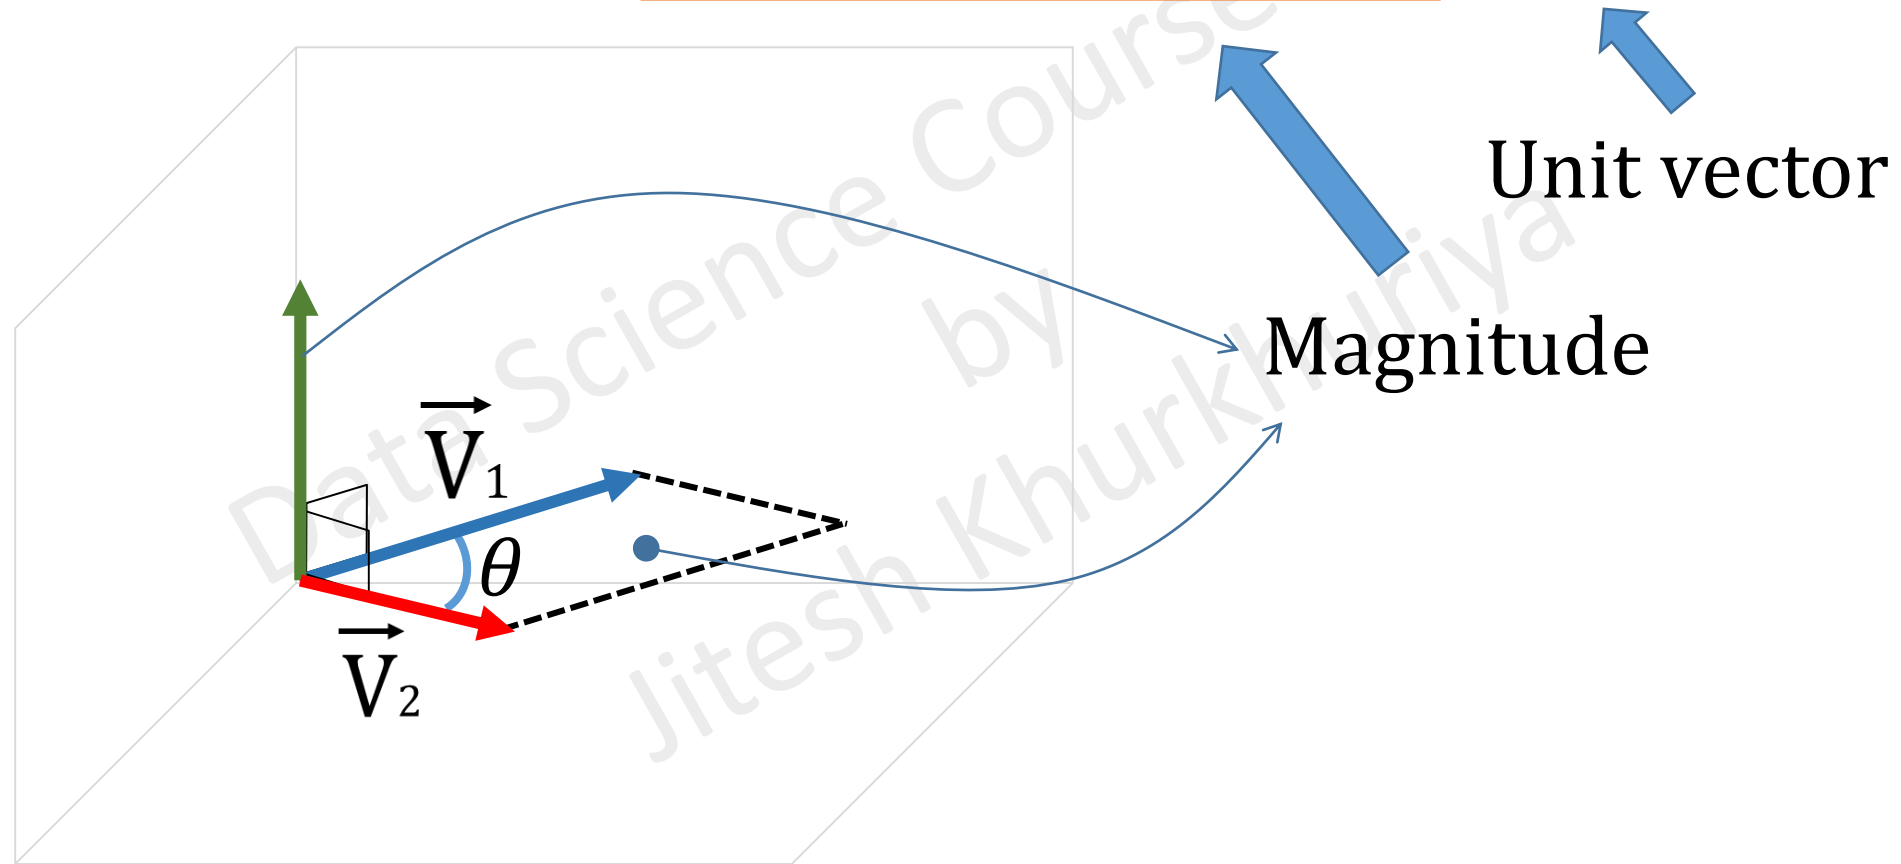 Unit vector
Magnitude
V₁
θ
V₂
Data Science Course
by
Jitesh Khurkhuriya